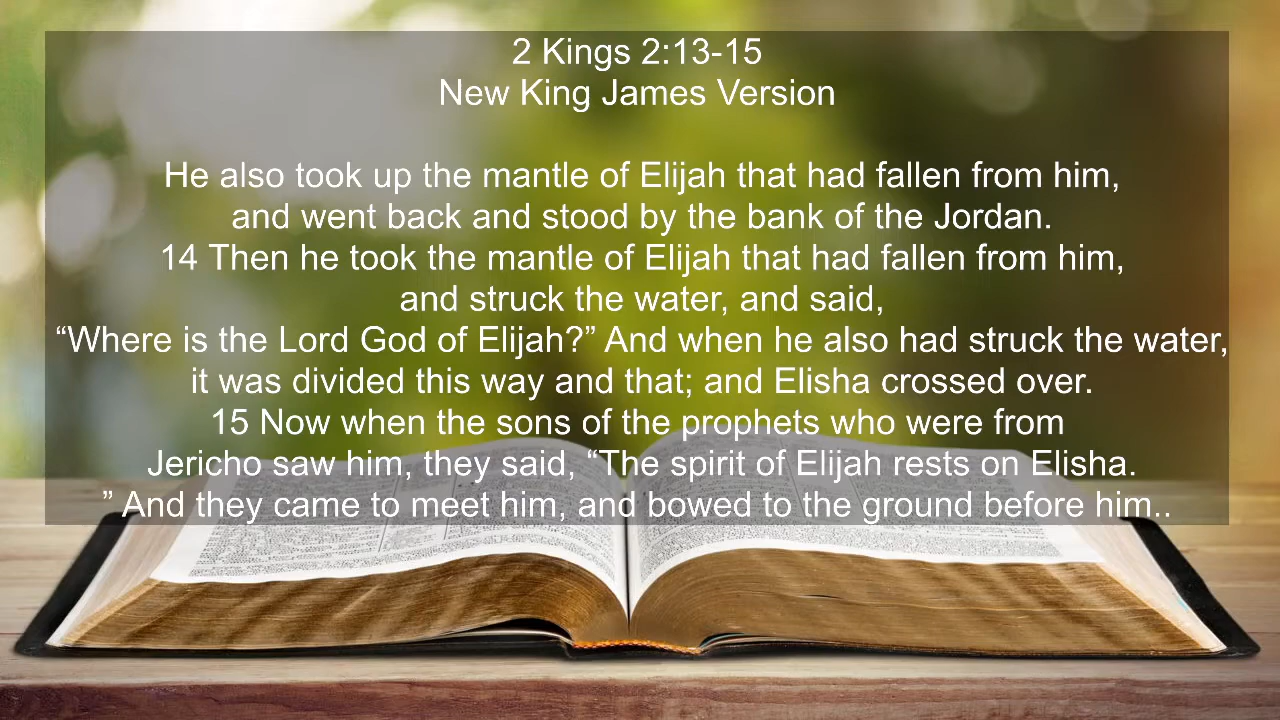 2 Kings 2:13-15
New King James Version
He also took up the mantle of Elijah that had fallen from him,
and went back and stood by the bank of the Jordan.
14 Then he took the mantle of Elijah that had fallen from him,
and struck the water, and said,
“Where is the Lord God of Elijah?” And when he also had struck the water,
it was divided this way and that; and Elisha crossed over.
15 Now when the sons of the prophets who were from
Jericho saw him, they said, “The spirit of Elijah rests on Elisha.
” And they came to meet him, and bowed to the ground before him..